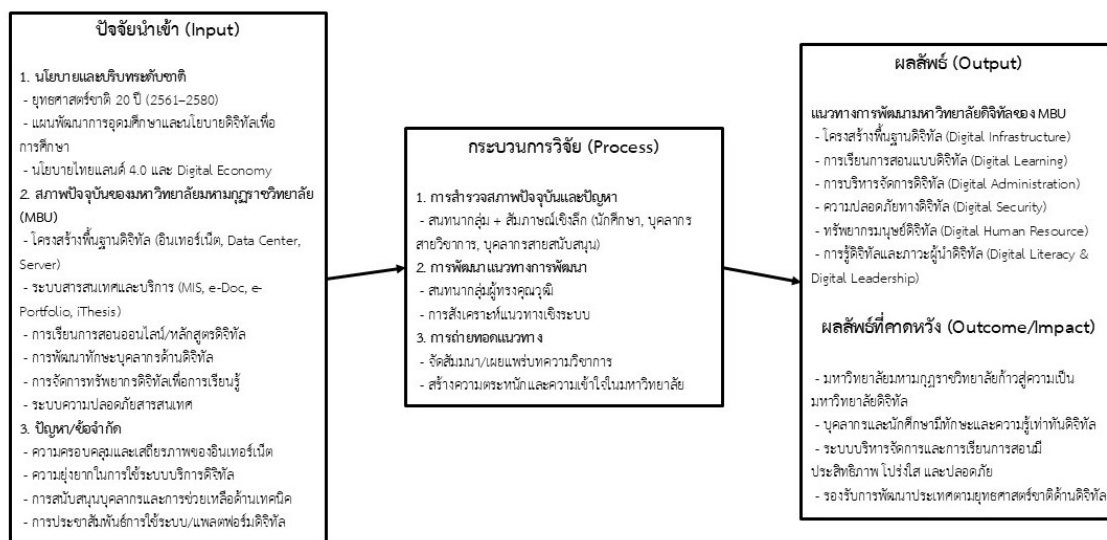 ปัจจัยนำเข้า (Input)
1. นโยบายและบริบทระดับชาติ
- ยุทธศาสตร์ชาติ 20 ปี (2561–2580)
- แผนพัฒนาการอุดมศึกษาและนโยบายดิจิทัลเพื่อ
การศึกษา
- นโยบายไทยแลนด์ 4.0 และ Digital Economy
2. สภาพปัจจุบันของมหาวิทยาลัยมหามกุฏราชวิทยาลัย
(MBU)
- โครงสร้างพื้นฐานดิจิทัล (อินเทอร์เน็ต, Data Center,
Server)
- ระบบสารสนเทศและบริการ (MIS, e-Doc, e-
Portfolio, iThesis)
- การเรียนการสอนออนไลน์/หลักสูตรดิจิทัล
- การพัฒนาทักษะบุคลากรด้านดิจิทัล
- การจัดการทรัพยากรดิจิทัลเพื่อการเรียนรู้
- ระบบความปลอดภัยสารสนเทศ
3. ปัญหา/ข้อจำกัด
- ความครอบคลุมและเสถียรภาพของอินเทอร์เน็ต
- ความยุ่งยากในการใช้ระบบบริการดิจิทัล
- การสนับสนุนบุคลากรและการช่วยเหลือด้านเทคนิค
- การประชาสัมพันธ์การใช้ระบบ/แพลตฟอร์มดิจิทัล
กระบวนการวิจัย (Process)
1. การสำรวจสภาพปัจจุบันและปัญหา
- สนทนากลุ่ม + สัมภาษณ์เชิงลึก (นักศึกษา, บุคลากร
สายวิชาการ, บุคลากรสายสนับสนุน)
2. การพัฒนาแนวทางการพัฒนา
- สนทนากลุ่มผู้ทรงคุณวุฒิ
- การสังเคราะห์แนวทางเชิงระบบ
3. การถ่ายทอดแนวทาง
- จัดสัมมนา/เผยแพร่บทความวิชาการ
- สร้างความตระหนักและความเข้าใจในมหาวิทยาลัย
ผลลัพธ์ (Output)
แนวทางการพัฒนามหาวิทยาลัยดิจิทัลของ MBU
- โครงสร้างพื้นฐานดิจิทัล (Digital Infrastructure)
- การเรียนการสอนแบบดิจิทัล (Digital Learning)
- การบริหารจัดการดิจิทัล (Digital Administration)
- ความปลอดภัยทางดิจิทัล (Digital Security)
- ทรัพยากรมนุษย์ดิจิทัล (Digital Human Resource)
- การรู้ดิจิทัลและภาวะผู้นำดิจิทัล (Digital Literacy &
Digital Leadership)
ผลลัพธ์ที่คาดหวัง (Outcome/Impact)
- มหาวิทยาลัยมหามกุฏราชวิทยาลัยก้าวสู่ความเป็น
มหาวิทยาลัยดิจิทัล
- บุคลากรและนักศึกษามีทักษะและความรู้เท่าทันดิจิทัล
- ระบบบริหารจัดการและการเรียนการสอนมี
ประสิทธิภาพ โปร่งใส และปลอดภัย
- รองรับการพัฒนาประเทศตามยุทธศาสตร์ชาติด้านดิจิทัล